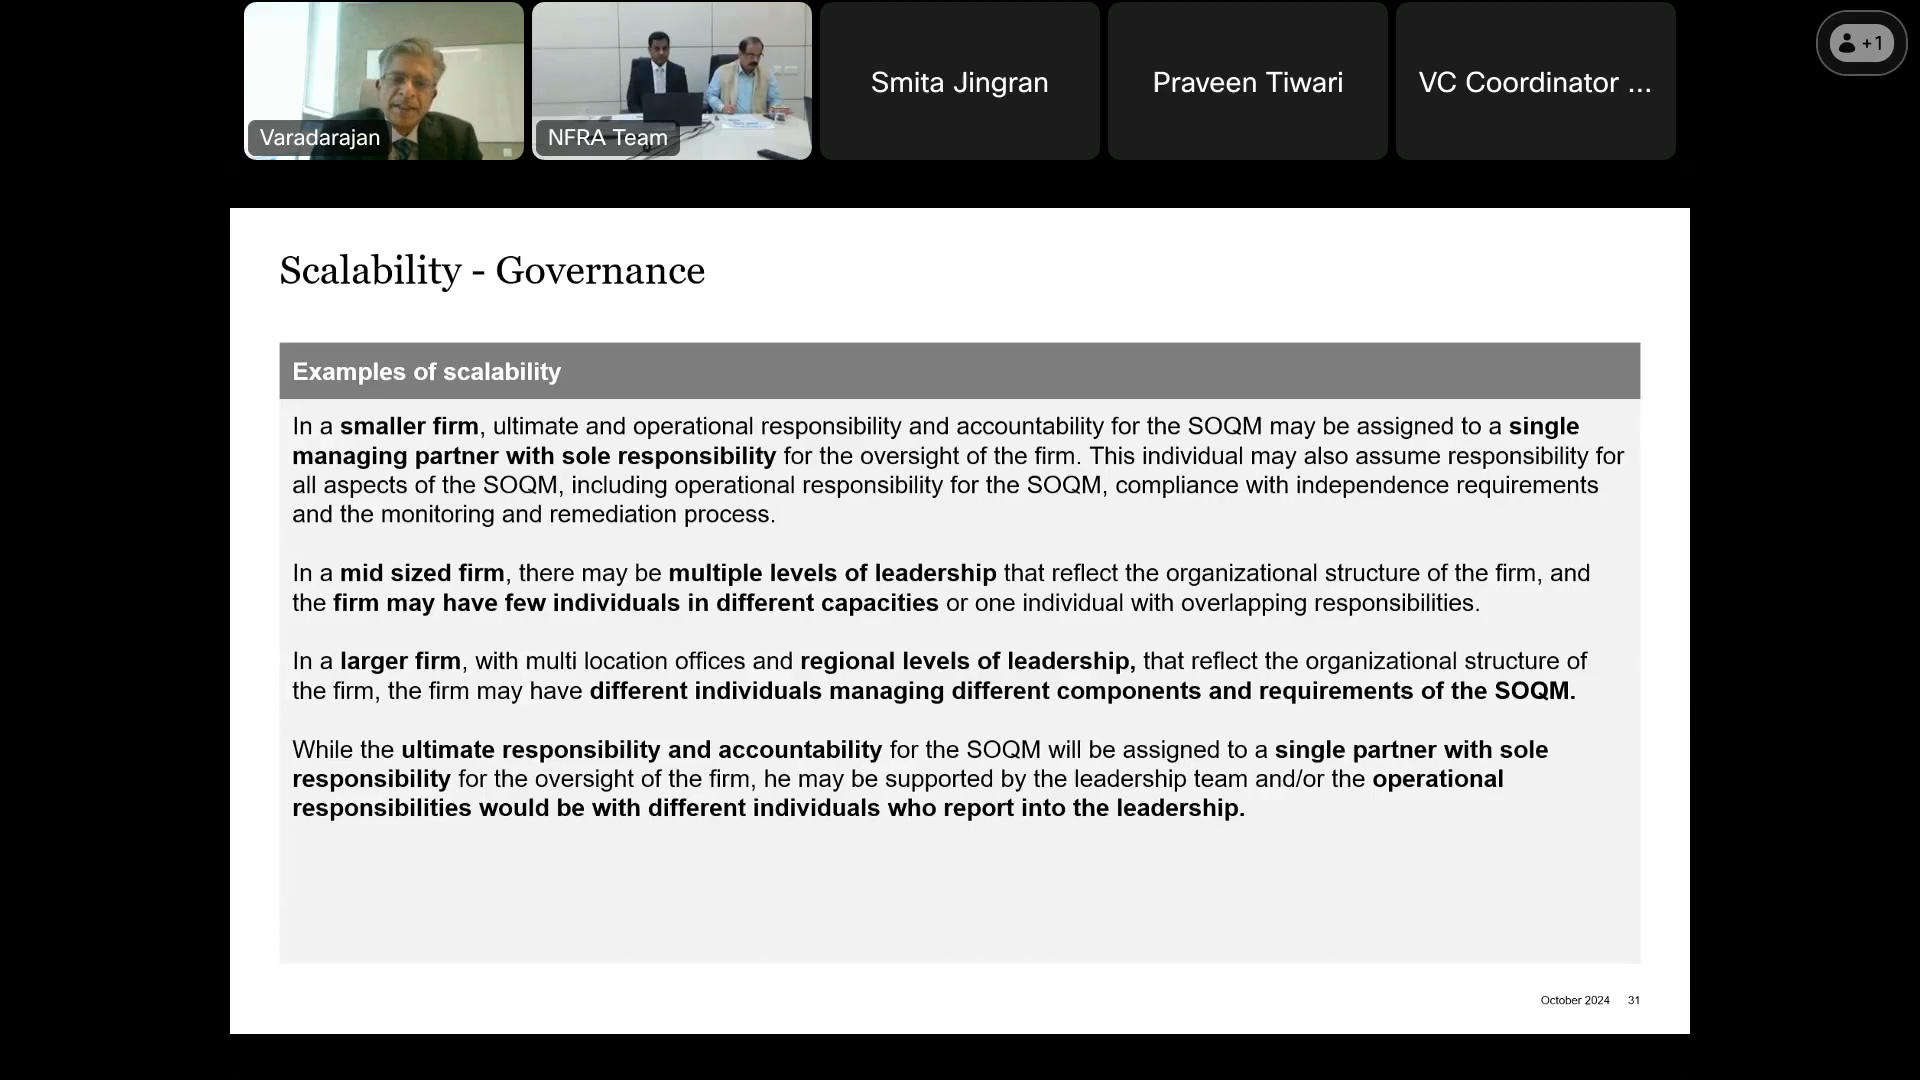 Varadarajan
NFRA Team
Smita Jingran
Praveen Tiwari
VC Coordinator ...
+1
Scalability - Governance
Examples of scalability
In a smaller firm, ultimate and operational responsibility and accountability for the SOQM may be assigned to a single
managing partner with sole responsibility for the oversight of the firm. This individual may also assume responsibility for
all aspects of the SOQM, including operational responsibility for the SOQM, compliance with independence requirements
and the monitoring and remediation process.
In a mid sized firm, there may be multiple levels of leadership that reflect the organizational structure of the firm, and
the firm may have few individuals in different capacities or one individual with overlapping responsibilities.
In a larger firm, with multi location offices and regional levels of leadership, that reflect the organizational structure of
the firm, the firm may have different individuals managing different components and requirements of the SOQM.
While the ultimate responsibility and accountability for the SOQM will be assigned to a single partner with sole
responsibility for the oversight of the firm, he may be supported by the leadership team and/or the operational
responsibilities would be with different individuals who report into the leadership.
October 2024 31